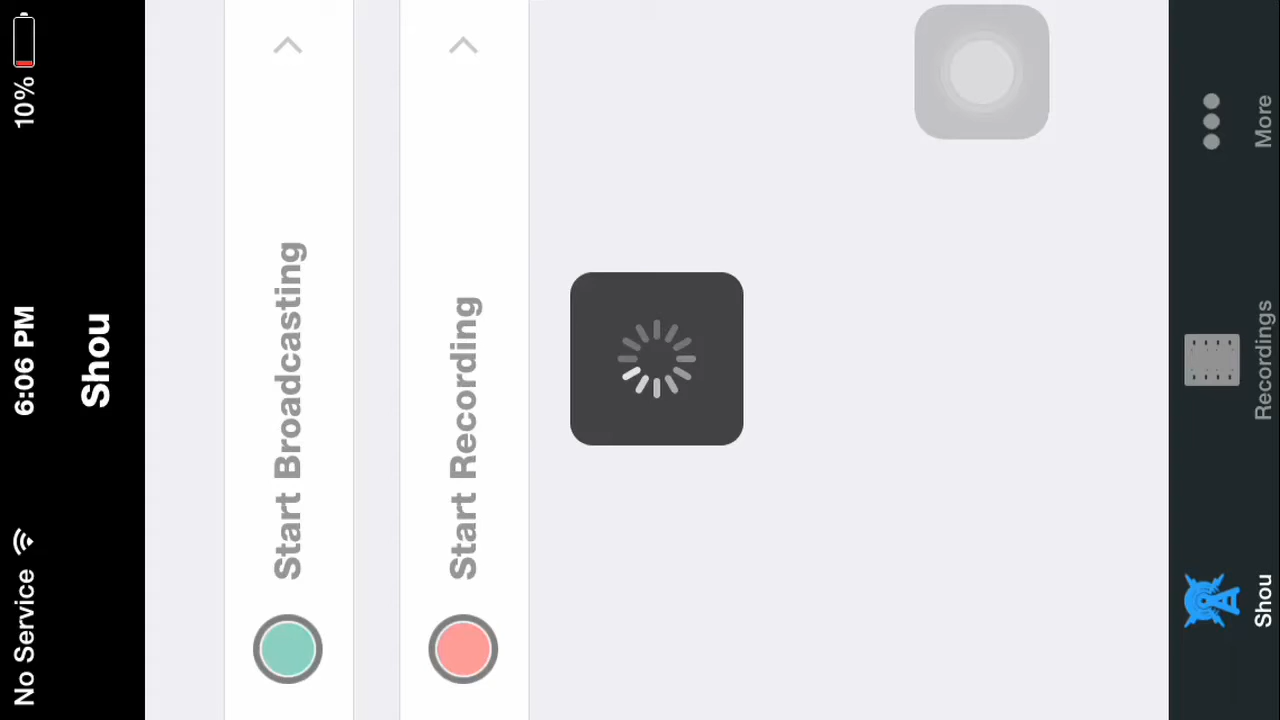 No Service 6:06 PM 10%
Shou
Start Broadcasting
Start Recording
Shou Recordings More